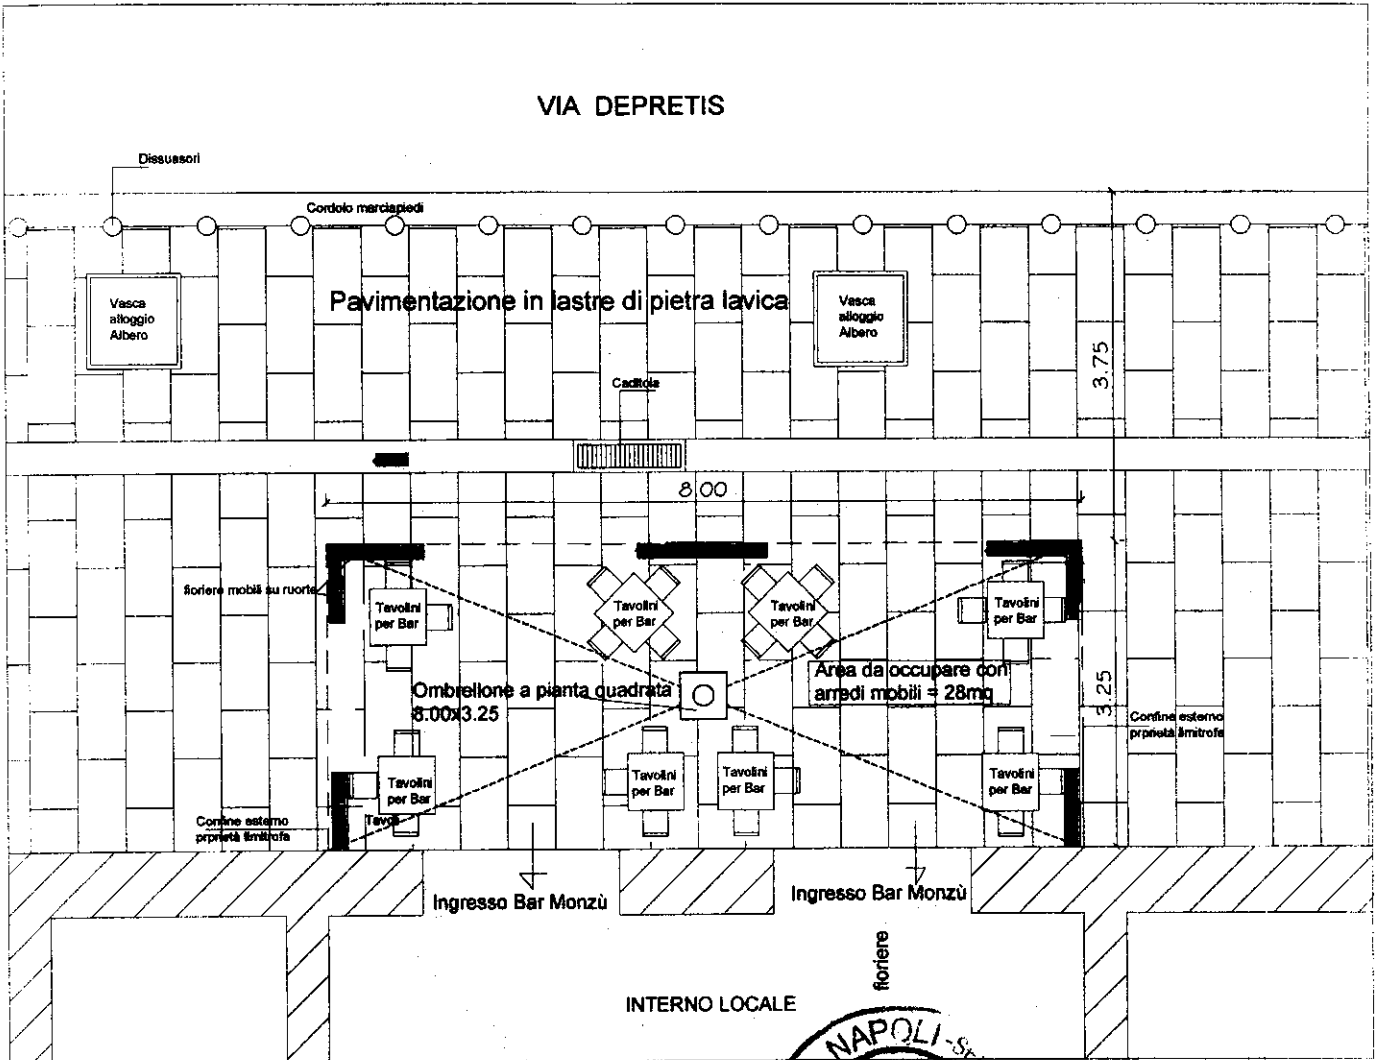 VIA DEPRETIS
Dissuasori
Cordolo marciapiedi
Pavimentazione in lastre di pietra lavica
Vasca
alloggio
Albero
Vasca
alloggio
Albero
3.75
Caditoia
8.00
fioriere mobili su ruorte
Tavolini
per Bar
Tavolini
per Bar
Tavolini
per Bar
Tavolini
per Bar
Ombrellone a pianta quadrata
8.00x3.25
Area da occupare con
arredi mobili = 28mq
3.25
Confine esterno
prprietà limitrofa
Tavolini
per Bar
Tavolini
per Bar
Tavolini
per Bar
Tavolini
per Bar
Confine esterno
prprietà limitrofa
Ingresso Bar Monzù
Ingresso Bar Monzù
fioriere
INTERNO LOCALE
NAPOLI